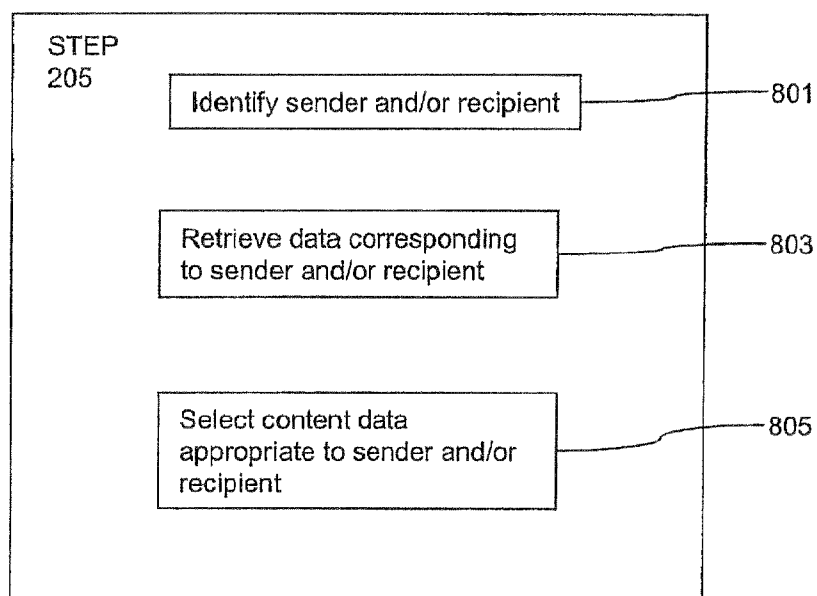 STEP
205
Identify sender and/or recipient
801
Retrieve data corresponding
to sender and/or recipient
803
Select content data
appropriate to sender and/or
recipient
805